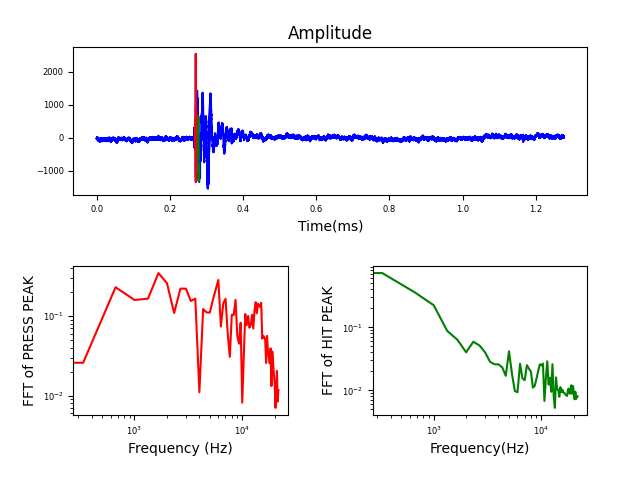 Amplitude
2000
1000
0
−1000
0.0 0.2 0.4 0.6 0.8 1.0 1.2
Time(ms)
FFT of PRESS PEAK
10⁻¹
10⁻²
10³ 10⁴
Frequency (Hz)
FFT of HIT PEAK
10⁻¹
10⁻²
10³ 10⁴
Frequency(Hz)